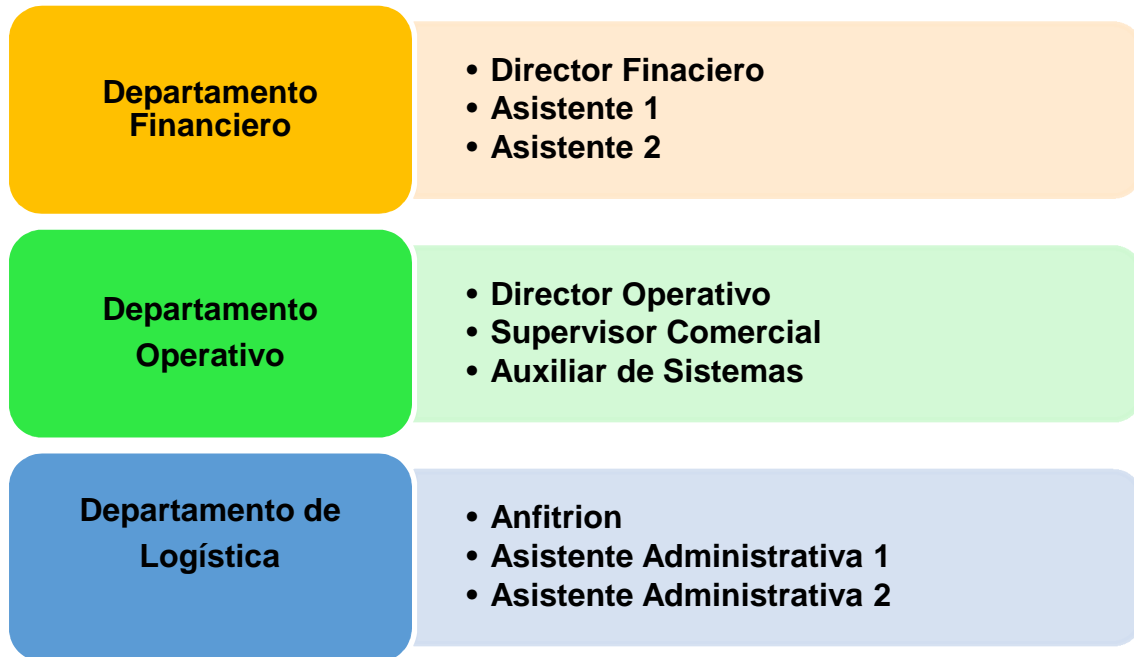 Departamento
Financiero
• Director Finaciero
• Asistente 1
• Asistente 2
Departamento
Operativo
• Director Operativo
• Supervisor Comercial
• Auxiliar de Sistemas
Departamento de
Logística
• Anfitrion
• Asistente Administrativa 1
• Asistente Administrativa 2